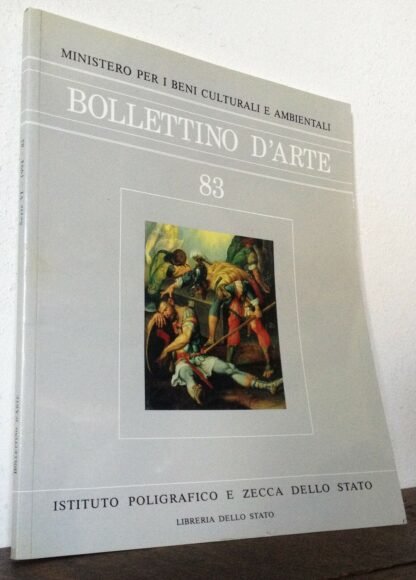 MINISTERO PER I BENI CULTURALI E AMBIENTALI
BOLLETTINO D'ARTE
83
ISTITUTO POLIGRAFICO E ZECCA DELLO STATO
LIBRERIA DELLO STATO
BOLLETTINO D'ARTE